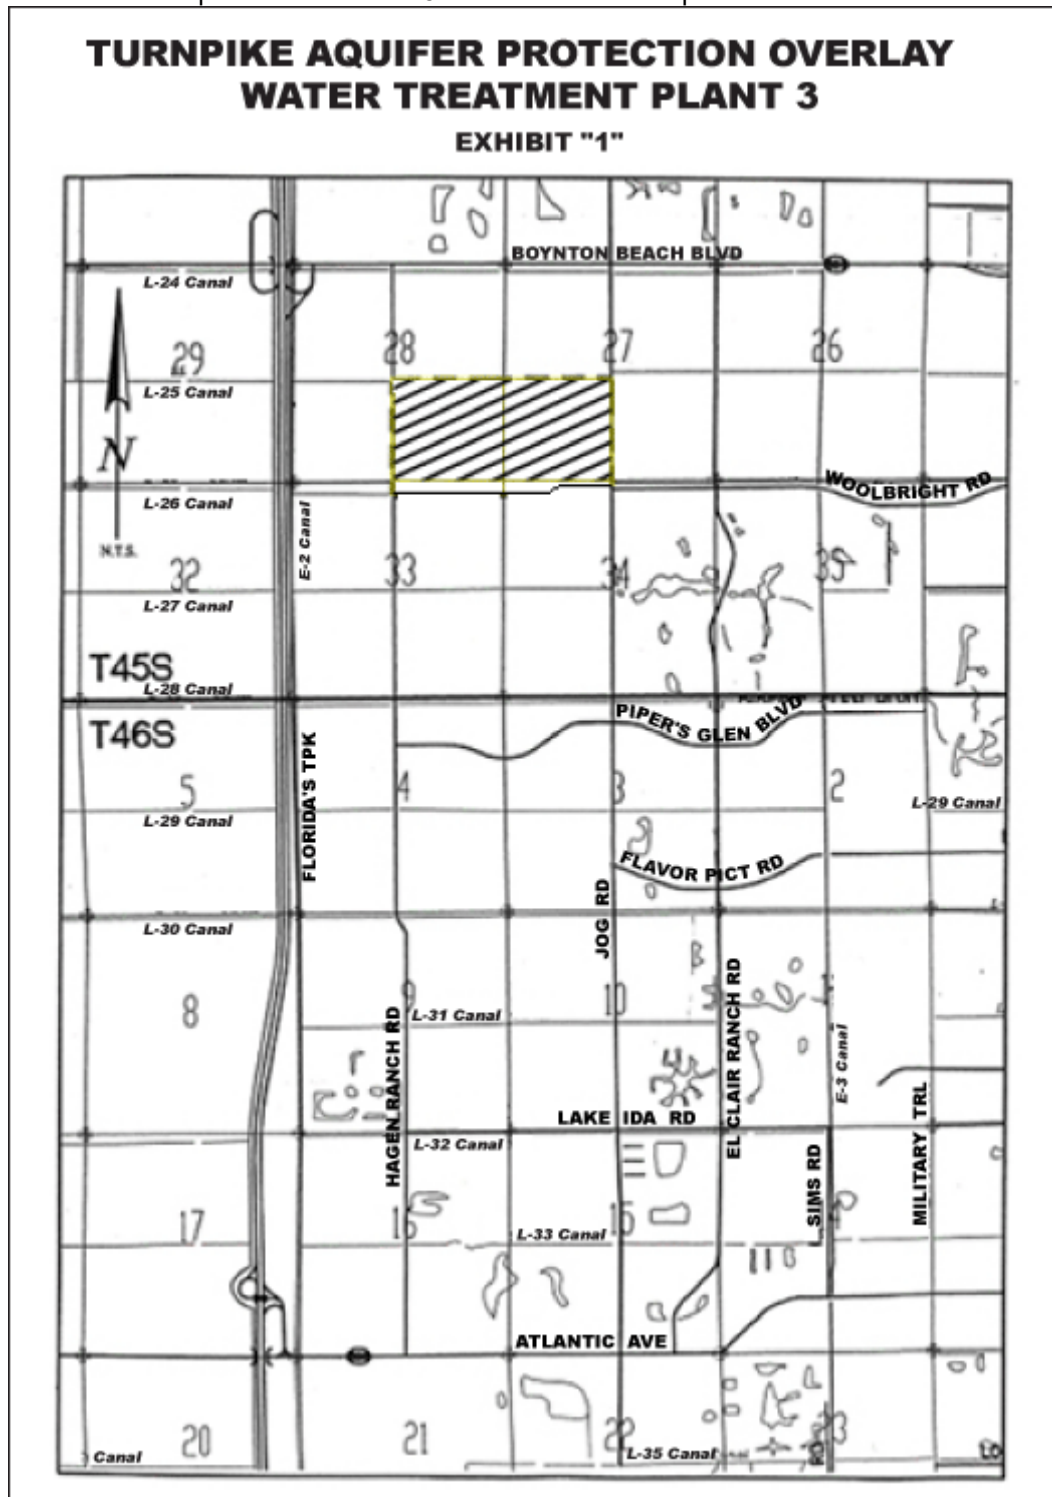 TURNPIKE AQUIFER PROTECTION OVERLAY
WATER TREATMENT PLANT 3
EXHIBIT "1"
BOYNTON BEACH BLVD
L-24 Canal
28
27
26
29
L-25 Canal
N
WOOLBRIGHT RD
L-26 Canal
E-2 Canal
N.T.S.
32
33
34
35
L-27 Canal
T45S
L-28 Canal
T46S
PIPER'S GLEN BLVD
FLORIDA'S TPK
5
4
3
2
L-29 Canal
L-29 Canal
FLAVOR PICT RD
JOG RD
L-30 Canal
EL CLAIR RANCH RD
8
9
10
L-31 Canal
HAGEN RANCH RD
E-3 Canal
LAKE IDA RD
L-32 Canal
MILITARY TRL
SIMS RD
17
16
15
L-33 Canal
ATLANTIC AVE
20
21
22
23
Canal
L-35 Canal